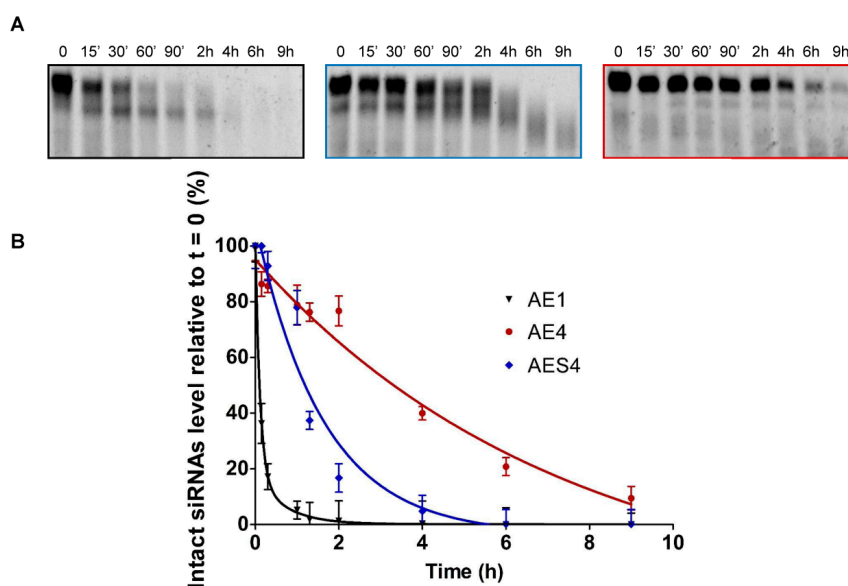 A
0 15’ 30’ 60’ 90’ 2h 4h 6h 9h
0 15’ 30’ 60’ 90’ 2h 4h 6h 9h
0 15’ 30’ 60’ 90’ 2h 4h 6h 9h
B
Intact siRNAs level relative to t = 0 (%)
100
80
60
40
20
0
AE1
AE4
AES4
0 2 4 6 8 10
Time (h)